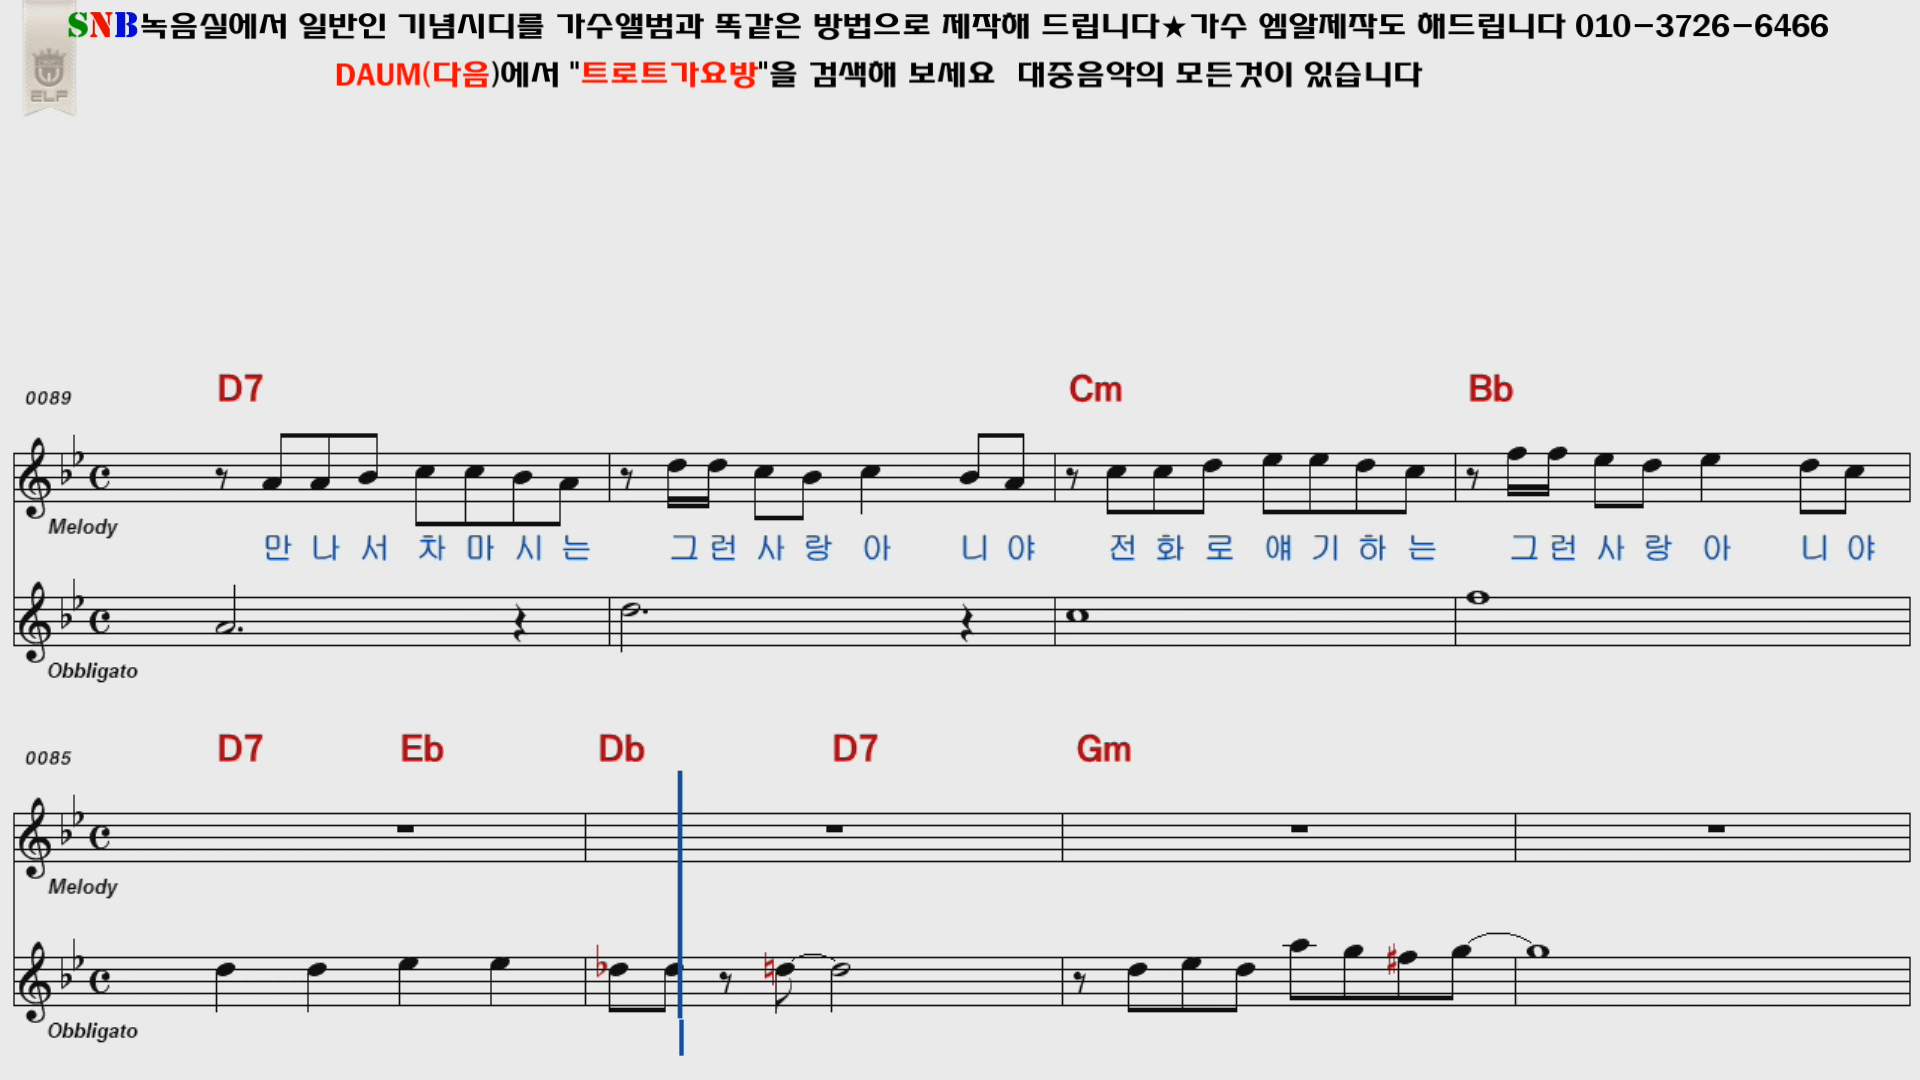 SNB녹음실에서 일반인 기념시디를 가수앨범과 똑같은 방법으로 제작해 드립니다★가수 엠알제작도 해드립니다 010-3726-6466
DAUM(다음)에서 "트로트가요방"을 검색해 보세요 대중음악의 모든것이 있습니다
ELF
D7 Cm Bb
0089
Melody
만 나 서 차 마 시 는 그 런 사 랑 아 니 야 전 화 로 얘 기 하 는 그 런 사 랑 아 니 야
Obbligato
D7 Eb Db D7 Gm
0085
Melody
Obbligato